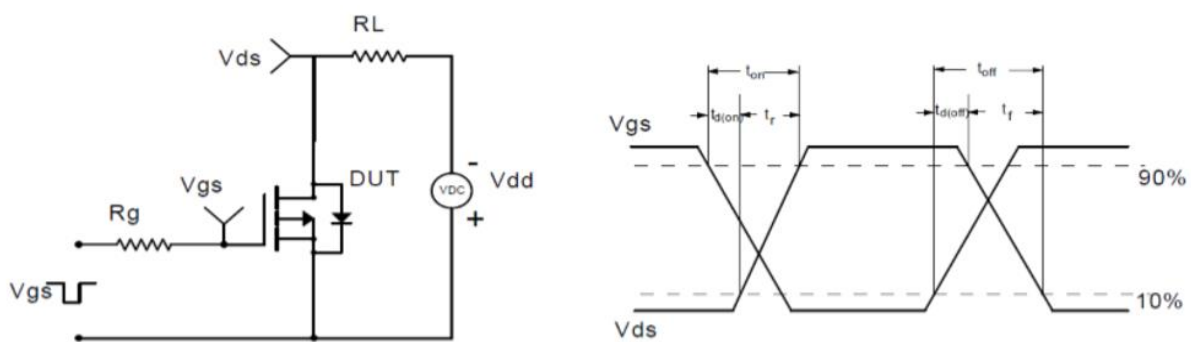 RL
Vds
Vgs
DUT
VDC
-
Vdd
+
Rg
Vgs
ton
toff
td(on)
tr
td(off)
tf
Vgs
90%
10%
Vds